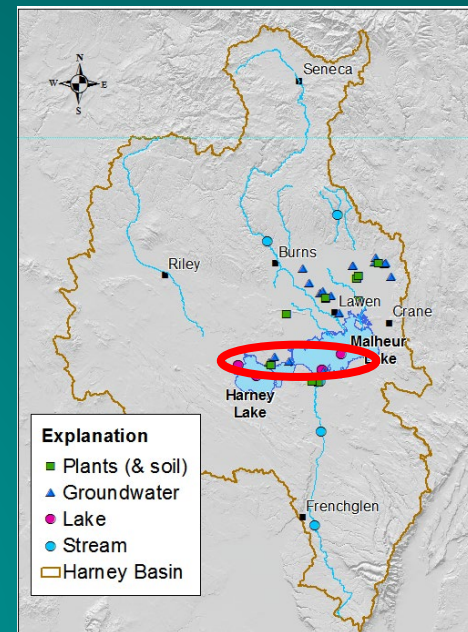 N
W E
S
Seneca
Burns
Riley
Lawen
Crane
Malheur
Lake
Harney
Lake
Explanation
Plants (& soil)
Groundwater
Lake
Stream
Harney Basin
Frenchglen